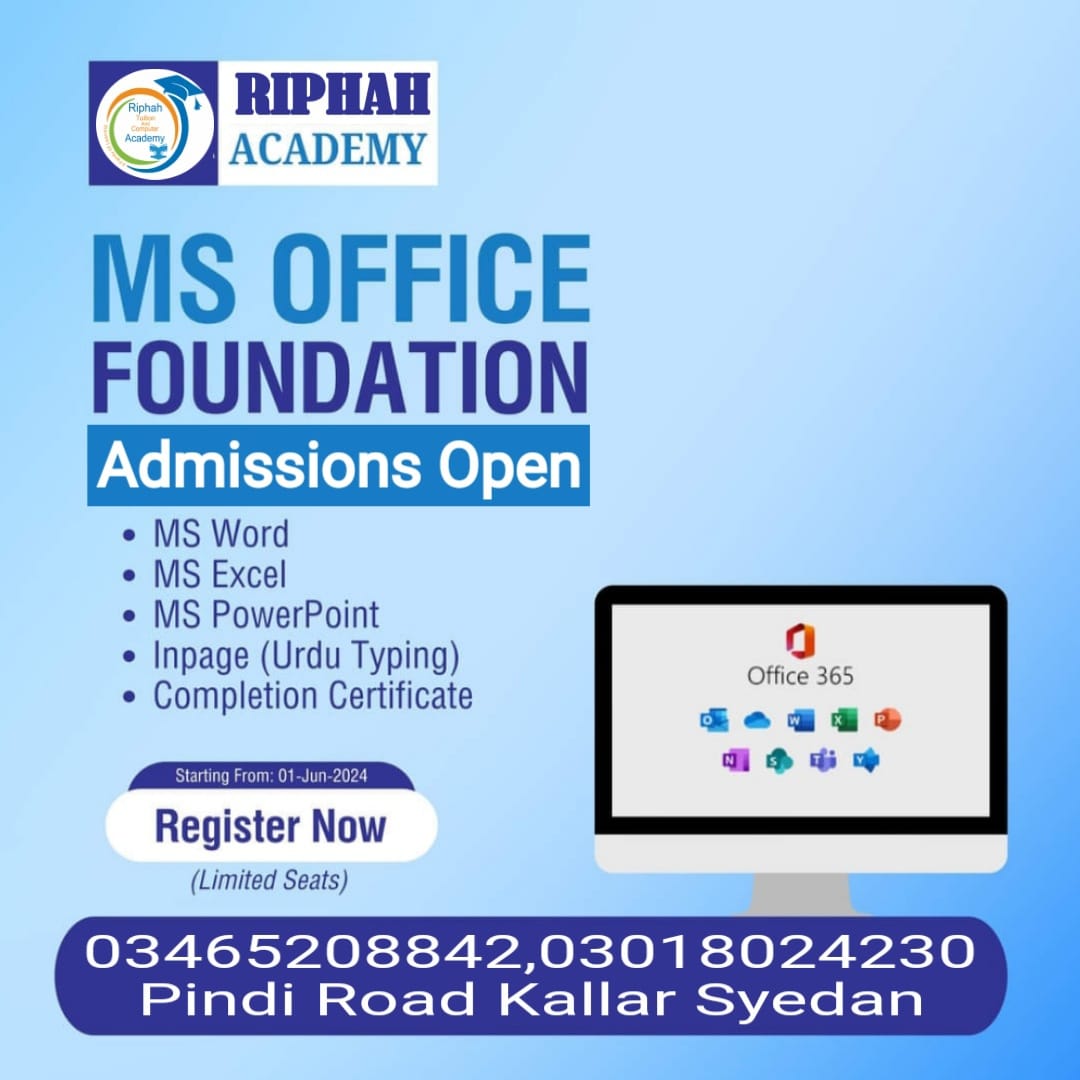 Riphah
Tuition
And
Computer
Academy
RIPHAH
ACADEMY
MS OFFICE
FOUNDATION
Admissions Open
• MS Word
• MS Excel
• MS PowerPoint
• Inpage (Urdu Typing)
• Completion Certificate
Office 365
O W X P
N S T Y
Starting From: 01-Jun-2024
Register Now
(Limited Seats)
03465208842,03018024230
Pindi Road Kallar Syedan